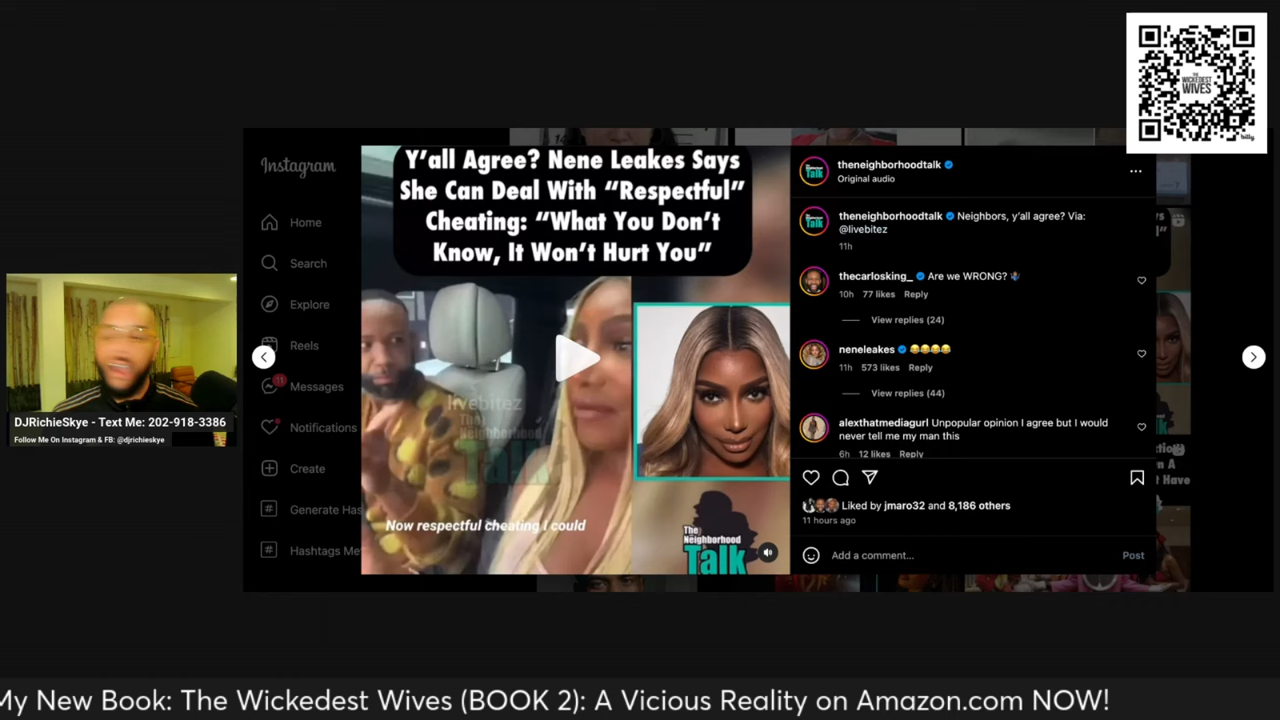 THE
WICKEDEST
WIVES
bitly
Instagram
Home
Search
Explore
Reels
11
Messages
Notifications
Create
Generate Has
Hashtags Me
Y'all Agree? Nene Leakes Says
She Can Deal With "Respectful"
Cheating: "What You Don't
Know, It Won't Hurt You"
livebitez
The
Neighborhood
Talk
Now respectful cheating I could
The
Neighborhood
Talk
theneighborhoodtalk
Original audio
theneighborhoodtalk Neighbors, y'all agree? Via:
@livebitez
11h
thecarlosking_ Are we WRONG?
10h 77 likes Reply
View replies (24)
neneleakes 😂😂😂😂
11h 573 likes Reply
View replies (44)
alexthatmediagurl Unpopular opinion I agree but I would
never tell me my man this
6h 12 likes Reply
Liked by jmaro32 and 8,186 others
11 hours ago
Add a comment...
Post
DJRichieSkye - Text Me: 202-918-3386
Follow Me On Instagram & FB: @djrichieskye
My New Book: The Wickedest Wives (BOOK 2): A Vicious Reality on Amazon.com NOW!